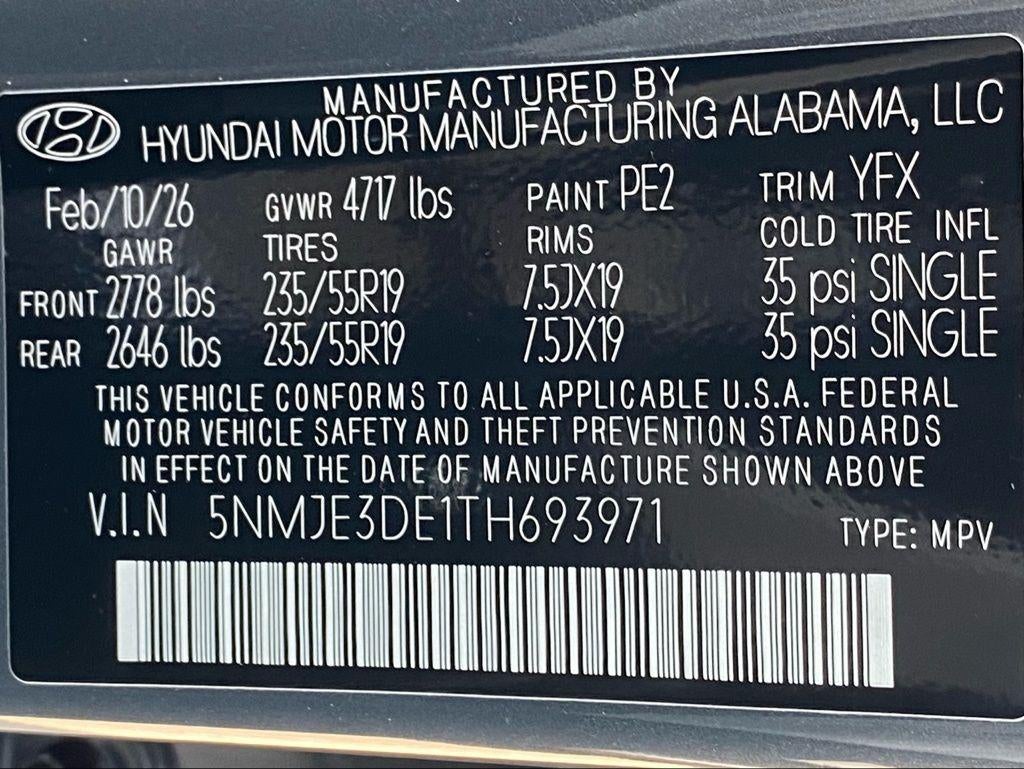 MANUFACTURED BY
HYUNDAI MOTOR MANUFACTURING ALABAMA, LLC
Feb/10/26 GVWR 4717 lbs PAINT PE2 TRIM YFX
GAWR TIRES RIMS COLD TIRE INFL
FRONT 2778 lbs 235/55R19 7.5JX19 35 psi SINGLE
REAR 2646 lbs 235/55R19 7.5JX19 35 psi SINGLE
THIS VEHICLE CONFORMS TO ALL APPLICABLE U.S.A. FEDERAL
MOTOR VEHICLE SAFETY AND THEFT PREVENTION STANDARDS
IN EFFECT ON THE DATE OF MANUFACTURE SHOWN ABOVE
V.I.N 5NMJE3DE1TH693971 TYPE: MPV